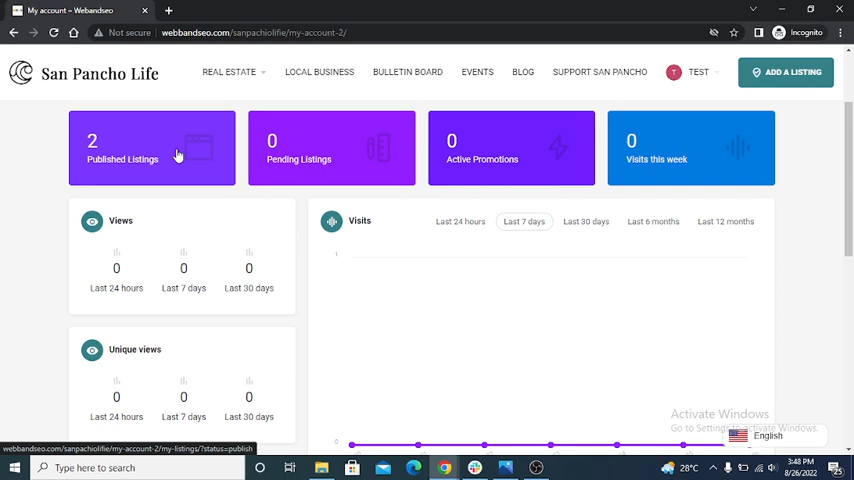 My account – Webandseo
Not secure | webbandseo.com/sanpachiolifie/my-account-2/
Incognito
San Pancho Life
REAL ESTATE
LOCAL BUSINESS
BULLETIN BOARD
EVENTS
BLOG
SUPPORT SAN PANCHO
T
TEST
ADD A LISTING
2
Published Listings
0
Pending Listings
0
Active Promotions
0
Visits this week
Views
0
Last 24 hours
0
Last 7 days
0
Last 30 days
Visits
Last 24 hours
Last 7 days
Last 30 days
Last 6 months
Last 12 months
1
0
Unique views
0
Last 24 hours
0
Last 7 days
0
Last 30 days
Activate Windows
Go to Settings to activate Windows.
English
webbandseo.com/sanpachiolifie/my-account-2/my-listings/?status=publish
Type here to search
28°C
3:48 PM
8/26/2022
25